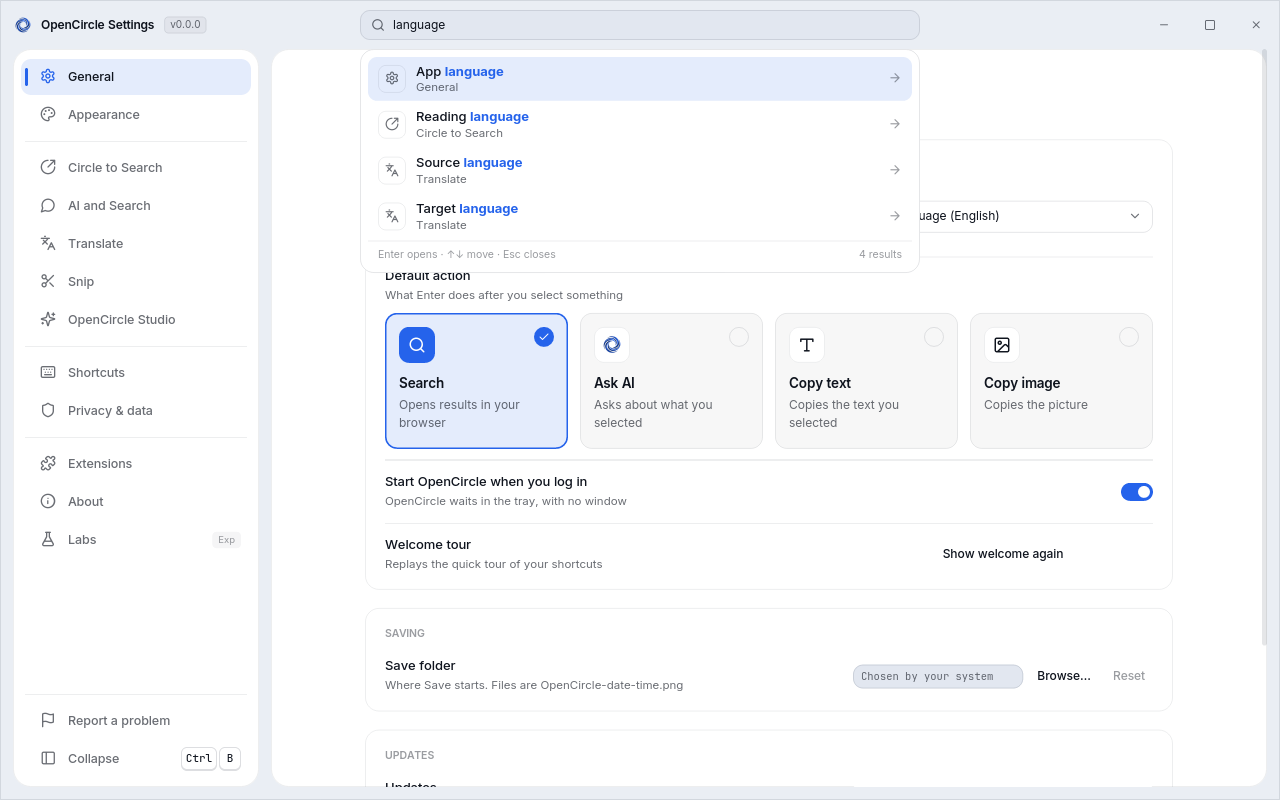 OpenCircle Settings v0.0.0
language
General
Appearance
Circle to Search
AI and Search
Translate
Snip
OpenCircle Studio
Shortcuts
Privacy & data
Extensions
About
Labs Exp
Report a problem
Collapse Ctrl B
App language
General
Reading language
Circle to Search
Source language
Translate
Target language
Translate
Enter opens · ↑↓ move · Esc closes 4 results
uage (English)
Default action
What Enter does after you select something
Search
Opens results in your
browser
Ask AI
Asks about what you
selected
Copy text
Copies the text you
selected
Copy image
Copies the picture
Start OpenCircle when you log in
OpenCircle waits in the tray, with no window
Welcome tour
Replays the quick tour of your shortcuts
Show welcome again
SAVING
Save folder
Where Save starts. Files are OpenCircle-date-time.png
Chosen by your system Browse... Reset
UPDATES
Updates